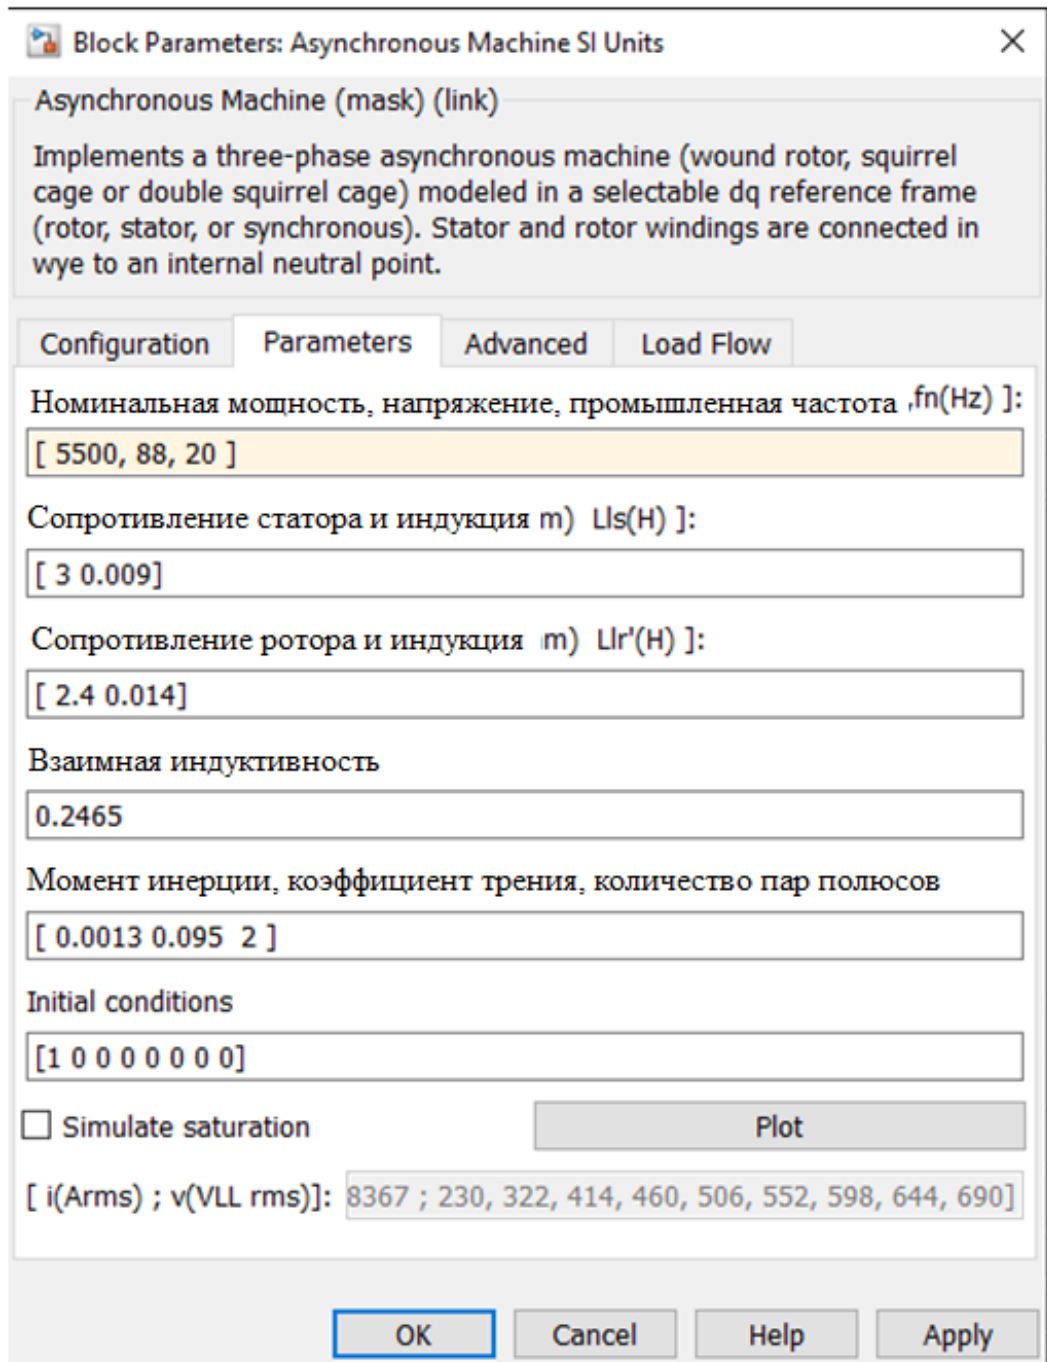 Block Parameters: Asynchronous Machine SI Units
Asynchronous Machine (mask) (link)
Implements a three-phase asynchronous machine (wound rotor, squirrel
cage or double squirrel cage) modeled in a selectable dq reference frame
(rotor, stator, or synchronous). Stator and rotor windings are connected in
wye to an internal neutral point.
Configuration Parameters Advanced Load Flow
Номинальная мощность, напряжение, промышленная частота ,fn(Hz) ]:
[ 5500, 88, 20 ]
Сопротивление статора и индукция m) Lls(H) ]:
[ 3 0.009]
Сопротивление ротора и индукция m) Llr'(H) ]:
[ 2.4 0.014]
Взаимная индуктивность
0.2465
Момент инерции, коэффициент трения, количество пар полюсов
[ 0.0013 0.095 2 ]
Initial conditions
[1 0 0 0 0 0 0 0]
Simulate saturation Plot
[ i(Arms) ; v(VLL rms)]: 8367 ; 230, 322, 414, 460, 506, 552, 598, 644, 690]
OK Cancel Help Apply